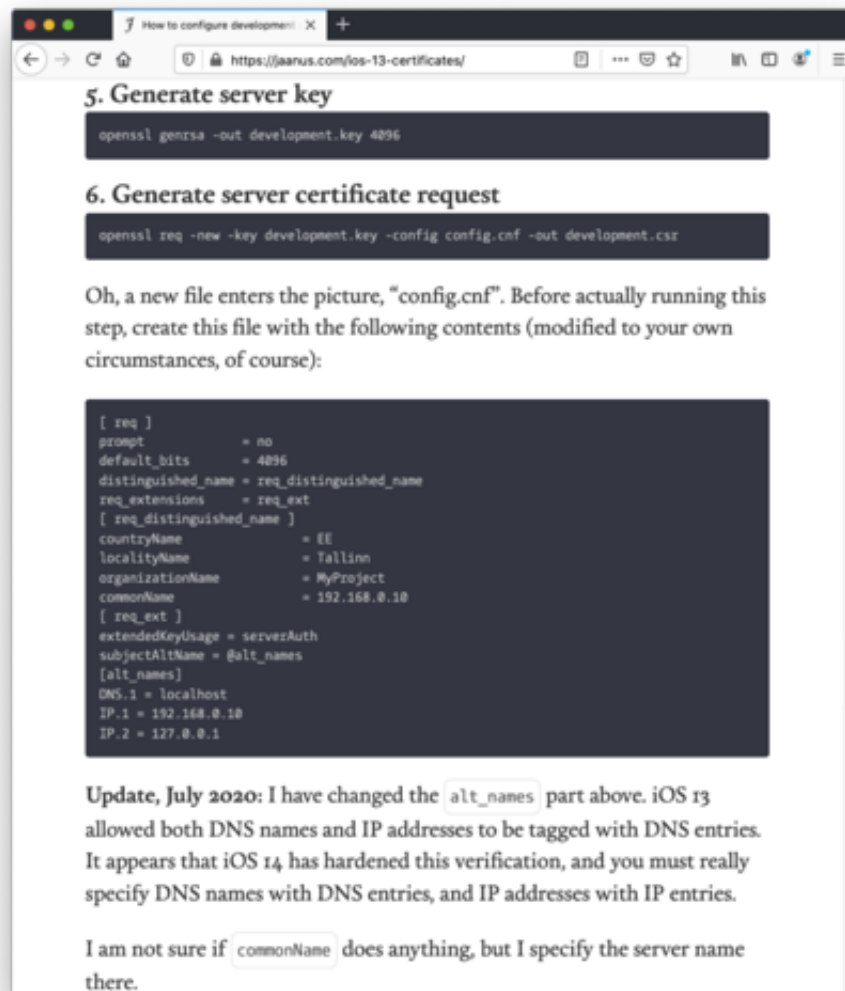 How to configure development
https://jaanus.com/ios-13-certificates/
5. Generate server key
openssl genrsa -out development.key 4096
6. Generate server certificate request
openssl req -new -key development.key -config config.cnf -out development.csr
Oh, a new file enters the picture, “config.cnf”. Before actually running this
step, create this file with the following contents (modified to your own
circumstances, of course):
[ req ]
prompt = no
default_bits = 4096
distinguished_name = req_distinguished_name
req_extensions = req_ext
[ req_distinguished_name ]
countryName = EE
localityName = Tallinn
organizationName = MyProject
commonName = 192.168.0.10
[ req_ext ]
extendedKeyUsage = serverAuth
subjectAltName = @alt_names
[alt_names]
DNS.1 = localhost
IP.1 = 192.168.0.10
IP.2 = 127.0.0.1
Update, July 2020: I have changed the alt_names part above. iOS 13
allowed both DNS names and IP addresses to be tagged with DNS entries.
It appears that iOS 14 has hardened this verification, and you must really
specify DNS names with DNS entries, and IP addresses with IP entries.
I am not sure if commonName does anything, but I specify the server name
there.